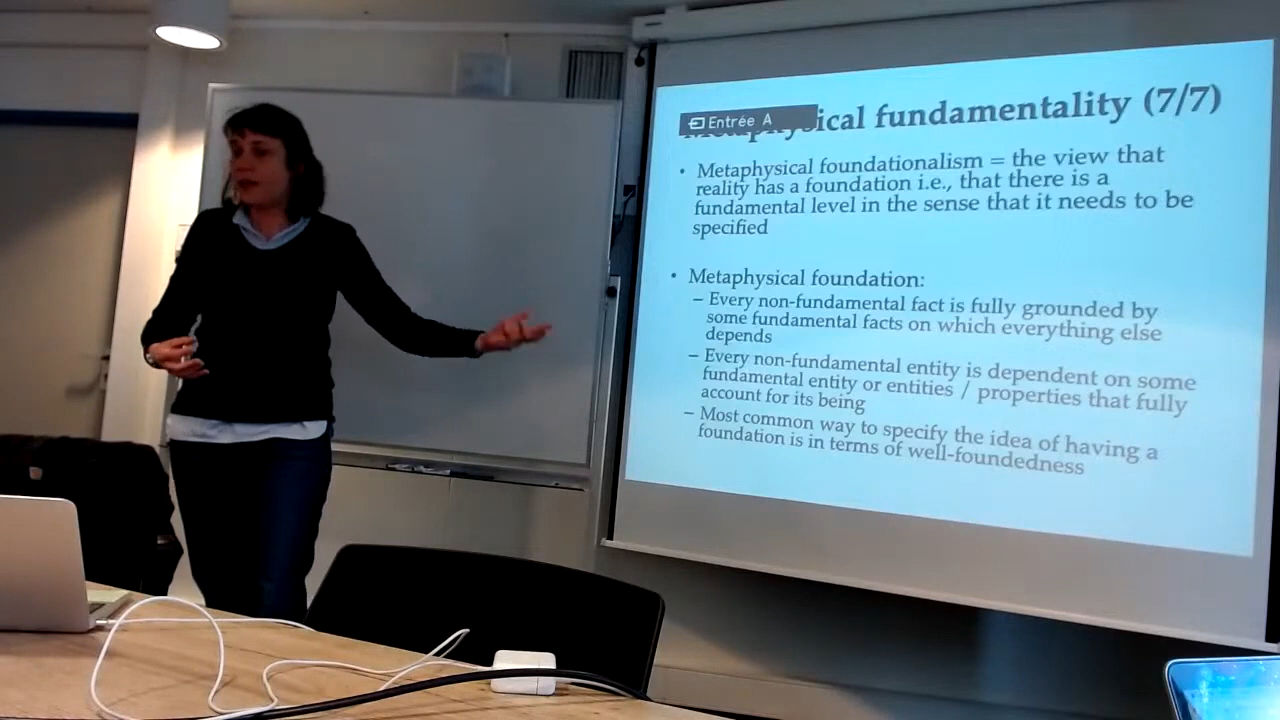 Entrée A
ical fundamentality (7/7)
• Metaphysical foundationalism = the view that
reality has a foundation i.e., that there is a
fundamental level in the sense that it needs to be
specified
• Metaphysical foundation:
– Every non-fundamental fact is fully grounded by
some fundamental facts on which everything else
depends
– Every non-fundamental entity is dependent on some
fundamental entity or entities / properties that fully
account for its being
– Most common way to specify the idea of having a
foundation is in terms of well-foundedness